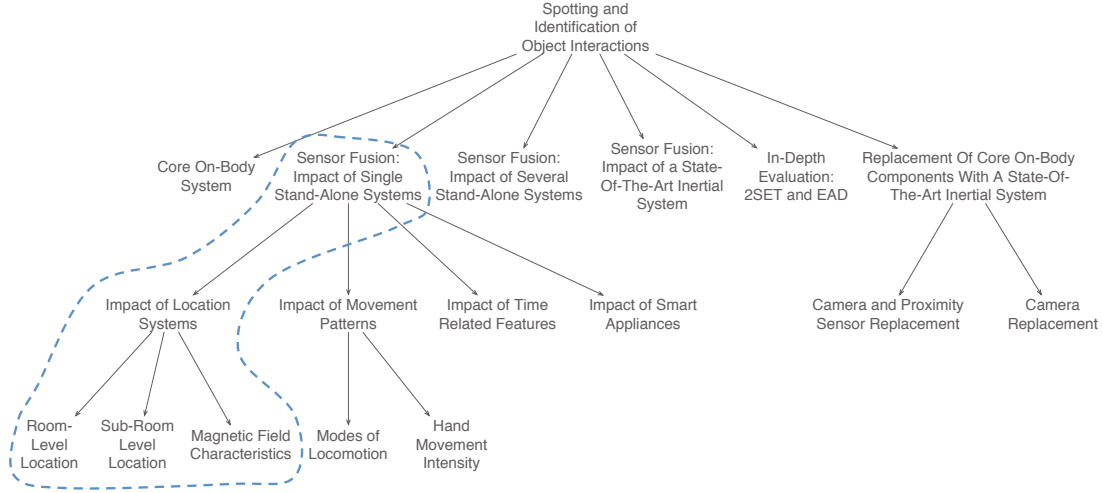 Spotting and
Identification of
Object Interactions
Core On-Body
System
Sensor Fusion:
Impact of Single
Stand-Alone Systems
Sensor Fusion:
Impact of Several
Stand-Alone Systems
Sensor Fusion:
Impact of a State-
Of-The-Art Inertial
System
In-Depth
Evaluation:
2SET and EAD
Replacement Of Core On-Body
Components With A State-Of-
The-Art Inertial System
Impact of Location
Systems
Impact of Movement
Patterns
Impact of Time
Related Features
Impact of Smart
Appliances
Camera and Proximity
Sensor Replacement
Camera
Replacement
Room-
Level
Location
Sub-Room
Level
Location
Magnetic Field
Characteristics
Modes of
Locomotion
Hand
Movement
Intensity